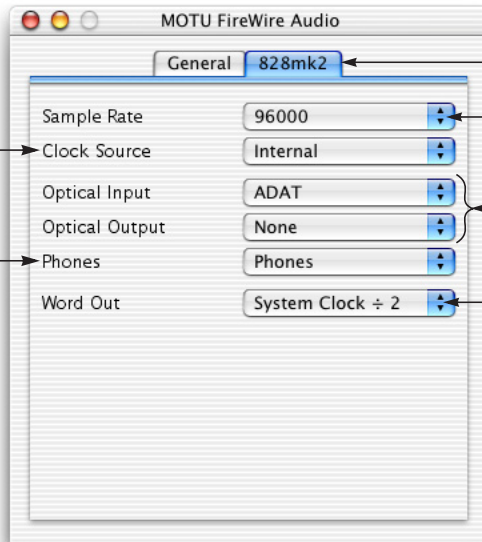 MOTU FireWire Audio
General 828mk2
Sample Rate 96000
Clock Source Internal
Optical Input ADAT
Optical Output None
Phones Phones
Word Out System Clock ÷ 2